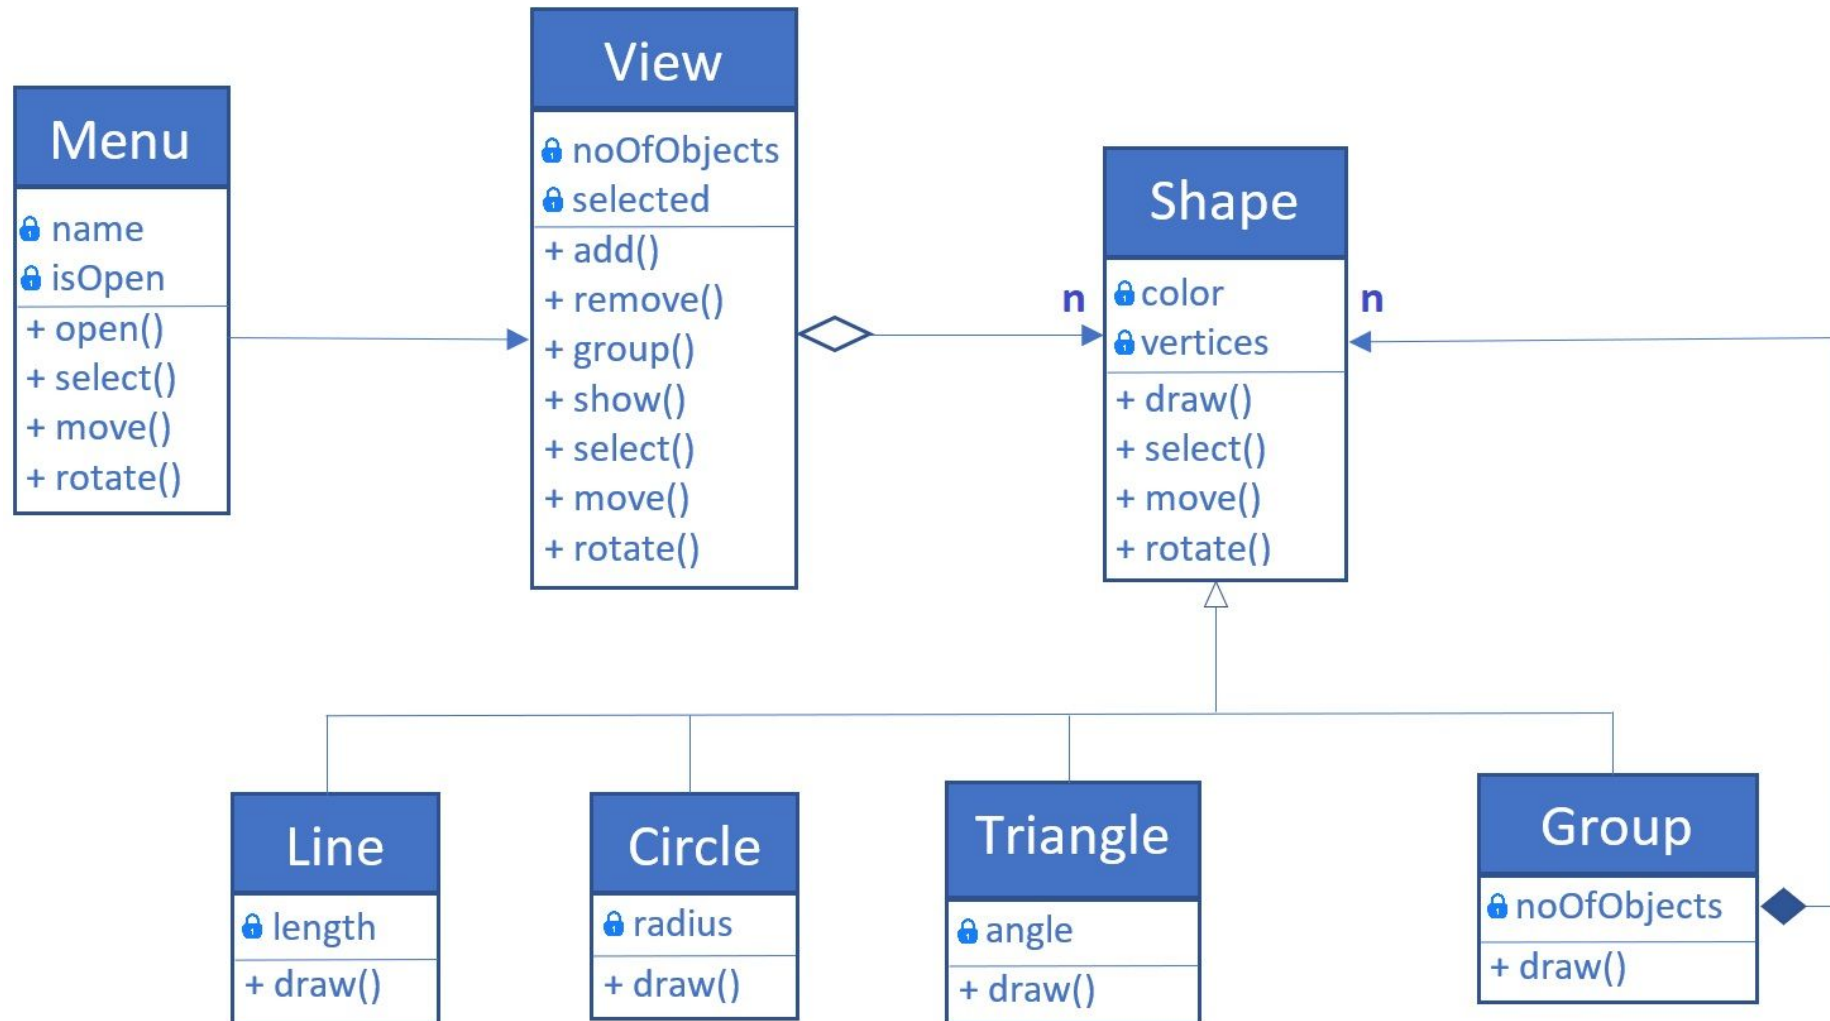 Menu
name
isOpen
+ open()
+ select()
+ move()
+ rotate()
View
noOfObjects
selected
+ add()
+ remove()
+ group()
+ show()
+ select()
+ move()
+ rotate()
n
Shape
color
vertices
+ draw()
+ select()
+ move()
+ rotate()
n
Line
length
+ draw()
Circle
radius
+ draw()
Triangle
angle
+ draw()
Group
noOfObjects
+ draw()